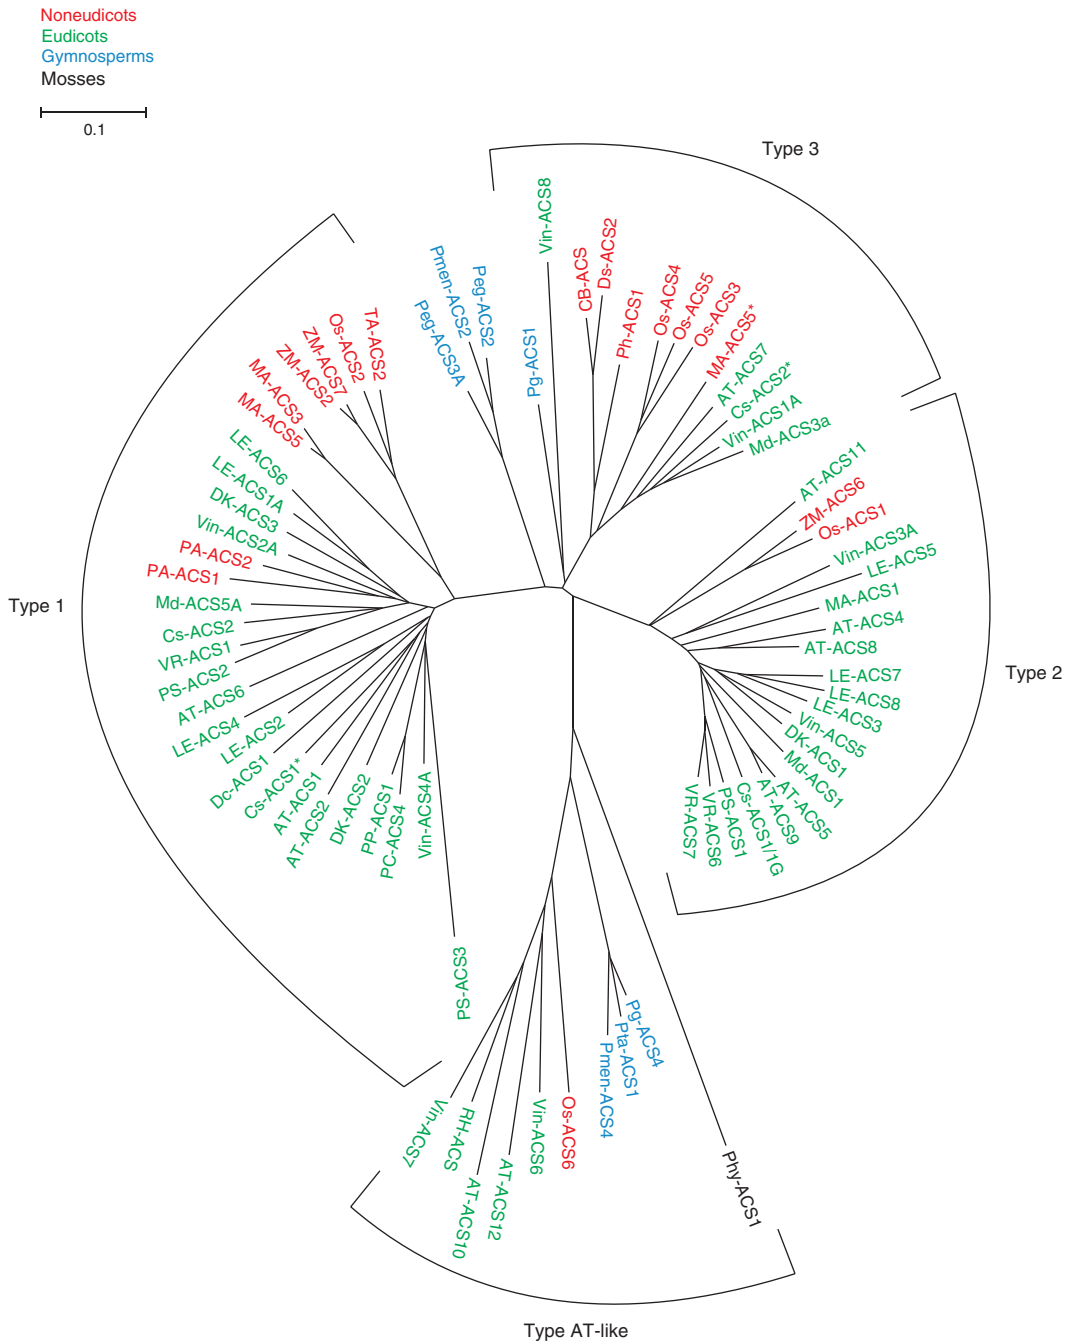 Noneudicots
Eudicots
Gymnosperms
Mosses
0.1
Type 3
Vin-ACS8
CB-ACS
Ds-ACS2
Ph-ACS1
Os-ACS4
Os-ACS5
Os-ACS3
MA-ACS5*
AT-ACS7
Cs-ACS2*
Vin-ACS1A
Md-ACS3a
Pg-ACS1
Peg-ACS2
Pmen-ACS2
Peg-ACS3A
Type 1
TA-ACS2
Os-ACS2
ZM-ACS7
ZM-ACS2
MA-ACS3
MA-ACS5
LE-ACS6
LE-ACS1A
DK-ACS3
Vin-ACS2A
PA-ACS2
PA-ACS1
Md-ACS5A
Cs-ACS2
VR-ACS1
PS-ACS2
AT-ACS6
LE-ACS4
LE-ACS2
Dc-ACS1
Cs-ACS1*
AT-ACS1
AT-ACS2
DK-ACS2
PP-ACS1
PC-ACS4
Vin-ACS4A
PS-ACS3
Type 2
AT-ACS11
ZM-ACS6
Os-ACS1
Vin-ACS3A
LE-ACS5
MA-ACS1
AT-ACS4
AT-ACS8
LE-ACS7
LE-ACS8
LE-ACS3
Vin-ACS5
DK-ACS1
Md-ACS1
AT-ACS5
AT-ACS9
Cs-ACS1/1G
PS-ACS1
VR-ACS6
VR-ACS7
Vin-ACS7
RH-ACS
AT-ACS10
AT-ACS12
Vin-ACS6
Os-ACS6
Pmen-ACS4
Pta-ACS1
Pg-ACS4
Phy-ACS1
Type AT-like